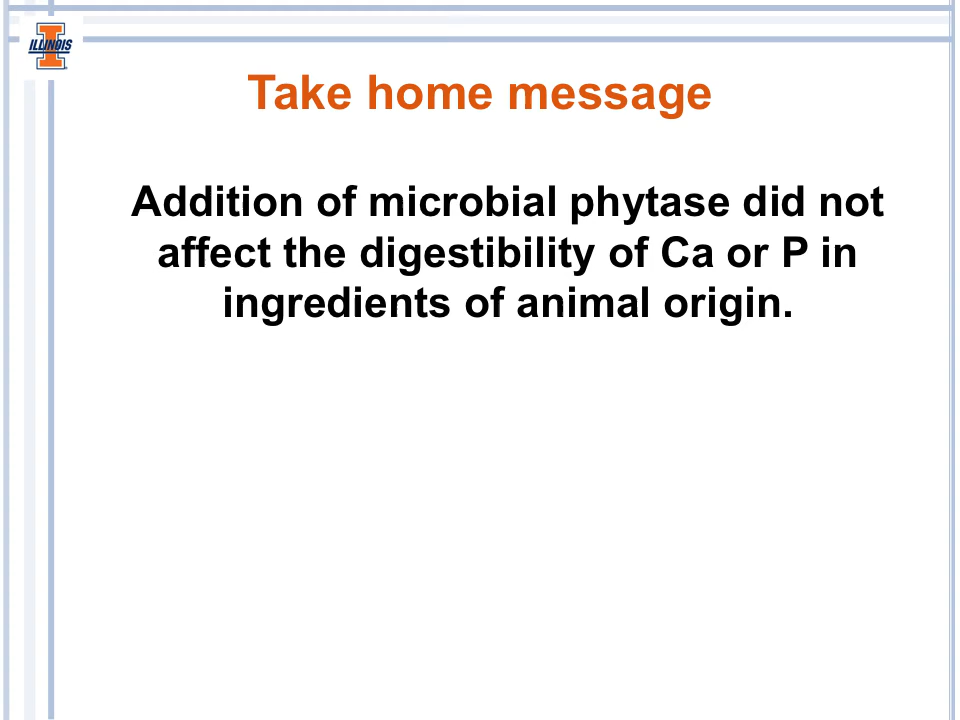 ILLINOIS
Take home message
Addition of microbial phytase did not
affect the digestibility of Ca or P in
ingredients of animal origin.